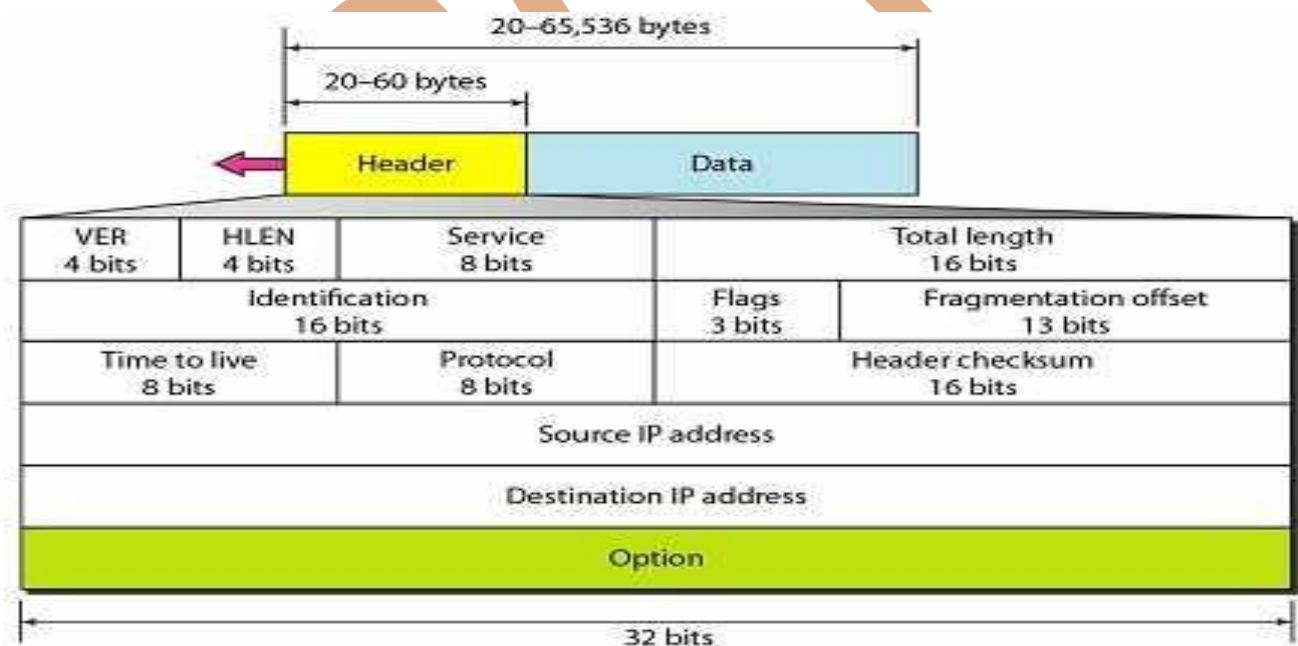 20–65,536 bytes
20–60 bytes
Header Data
VER HLEN Service Total length
4 bits 4 bits 8 bits 16 bits
Identification Flags Fragmentation offset
16 bits 3 bits 13 bits
Time to live Protocol Header checksum
8 bits 8 bits 16 bits
Source IP address
Destination IP address
Option
32 bits